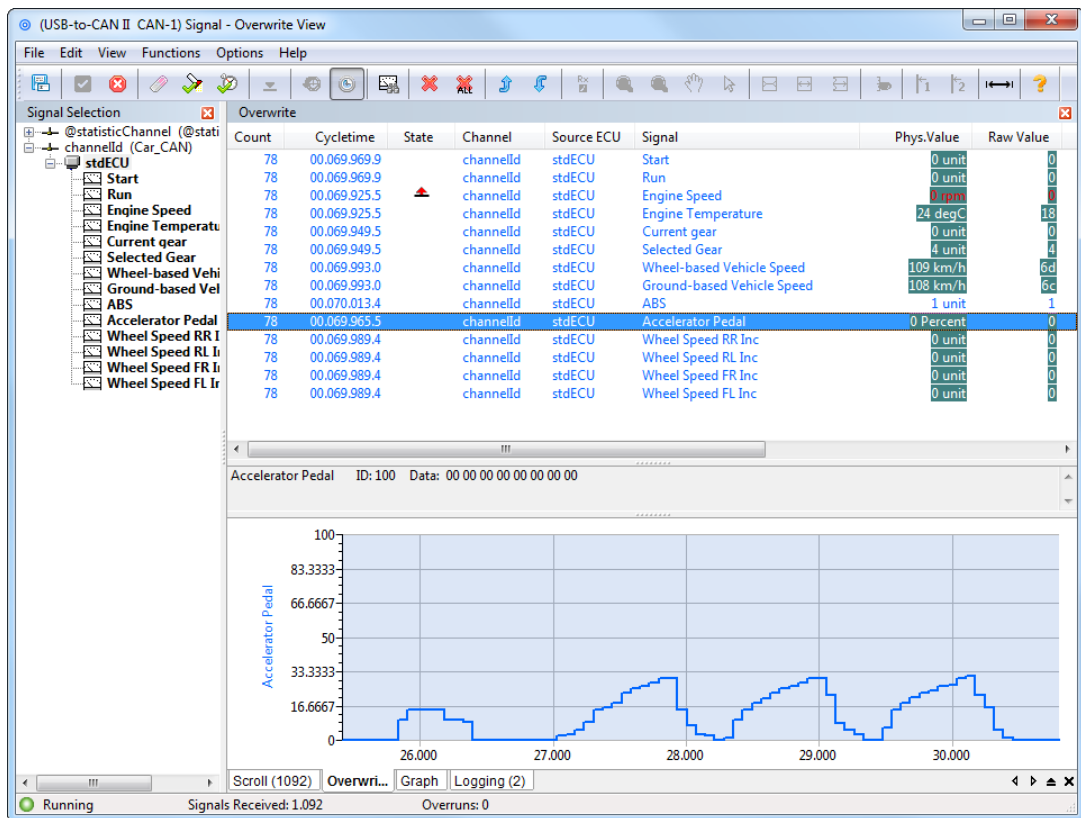 (USB-to-CAN II CAN-1) Signal - Overwrite View
File Edit View Functions Options Help
ALL
1 2
Signal Selection
Overwrite
@statisticChannel (@stati
channelId (Car_CAN)
stdECU
Start
Run
Engine Speed
Engine Temperatu
Current gear
Selected Gear
Wheel-based Vehi
Ground-based Vel
ABS
Accelerator Pedal
Wheel Speed RR I
Wheel Speed RL In
Wheel Speed FR In
Wheel Speed FL Ir
Count Cycletime State Channel Source ECU Signal Phys.Value Raw Value
78 00.069.969.9 channelId stdECU Start 0 unit 0
78 00.069.969.9 channelId stdECU Run 0 unit 0
78 00.069.925.5 channelId stdECU Engine Speed 0 rpm 0
78 00.069.925.5 channelId stdECU Engine Temperature 24 degC 18
78 00.069.949.5 channelId stdECU Current gear 0 unit 0
78 00.069.949.5 channelId stdECU Selected Gear 4 unit 4
78 00.069.993.0 channelId stdECU Wheel-based Vehicle Speed 109 km/h 6d
78 00.069.993.0 channelId stdECU Ground-based Vehicle Speed 108 km/h 6c
78 00.070.013.4 channelId stdECU ABS 1 unit 1
78 00.069.965.5 channelId stdECU Accelerator Pedal 0 Percent 0
78 00.069.989.4 channelId stdECU Wheel Speed RR Inc 0 unit 0
78 00.069.989.4 channelId stdECU Wheel Speed RL Inc 0 unit 0
78 00.069.989.4 channelId stdECU Wheel Speed FR Inc 0 unit 0
78 00.069.989.4 channelId stdECU Wheel Speed FL Inc 0 unit 0
Accelerator Pedal ID: 100 Data: 00 00 00 00 00 00 00 00
Accelerator Pedal
100
83.3333
66.6667
50
33.3333
16.6667
0
26.000 27.000 28.000 29.000 30.000
Scroll (1092) Overwri... Graph Logging (2)
Running Signals Received: 1.092 Overruns: 0